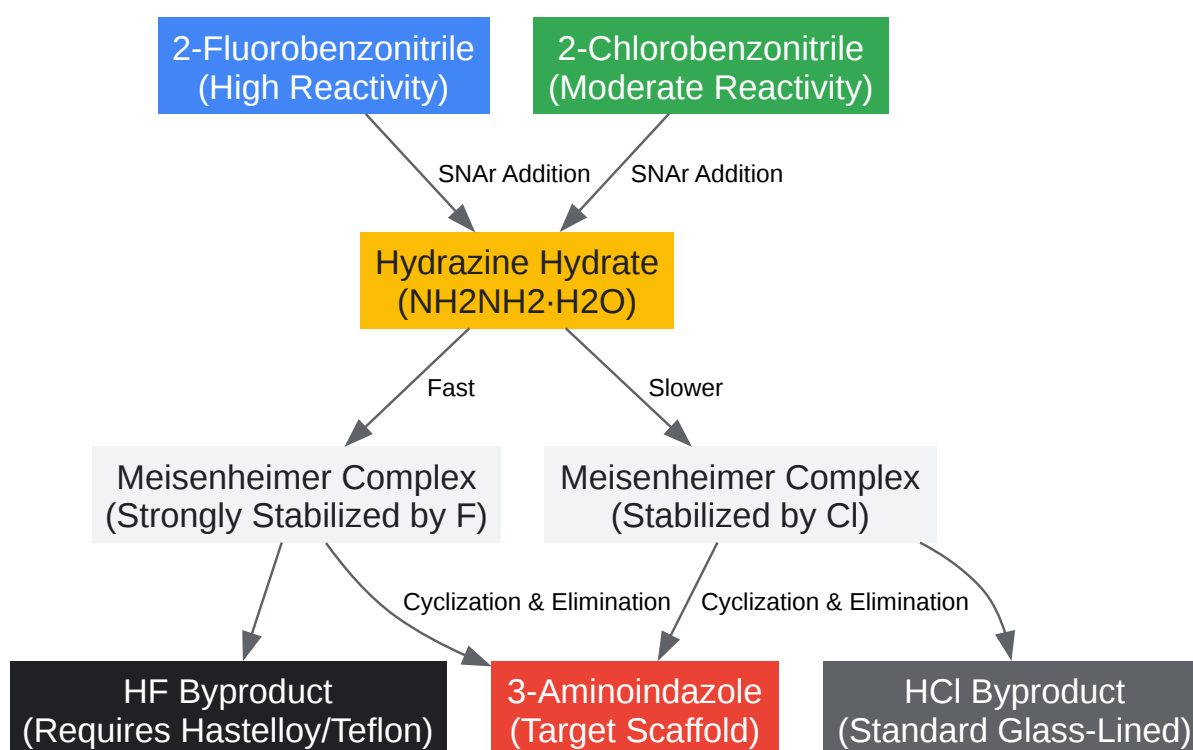 2-Fluorobenzonitrile
(High Reactivity)
2-Chlorobenzonitrile
(Moderate Reactivity)
SNAr Addition
SNAr Addition
Hydrazine Hydrate
(NH2NH2·H2O)
Fast
Slower
Meisenheimer Complex
(Strongly Stabilized by F)
Meisenheimer Complex
(Stabilized by Cl)
Cyclization & Elimination
Cyclization & Elimination
HF Byproduct
(Requires Hastelloy/Teflon)
3-Aminoindazole
(Target Scaffold)
HCl Byproduct
(Standard Glass-Lined)